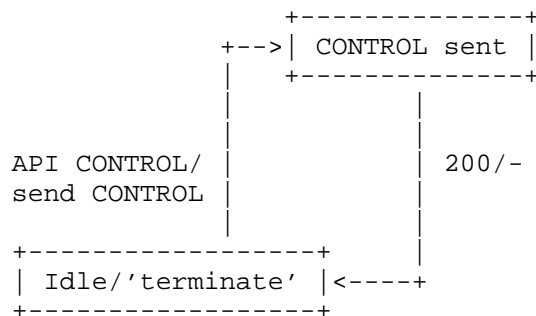 CONTROL sent
API CONTROL/
200/-
send CONTROL
Idle/'terminate'